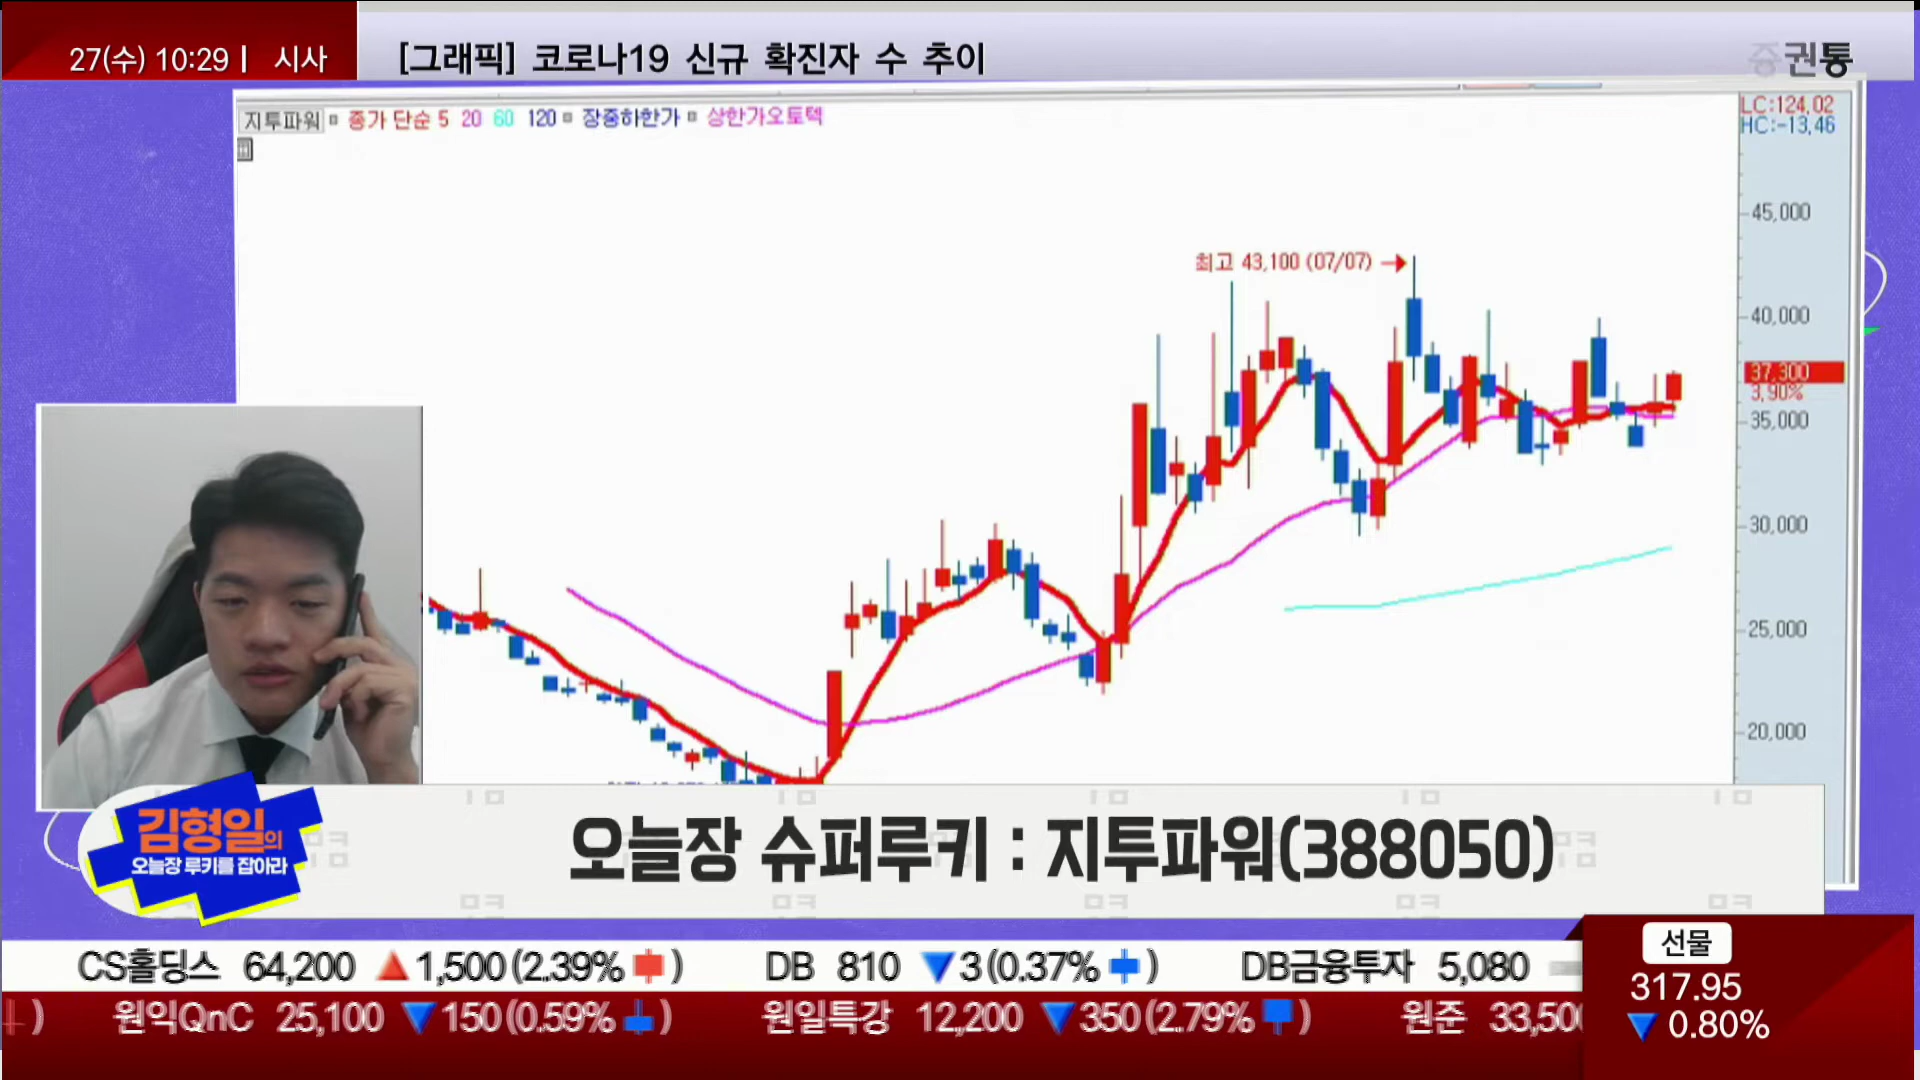 27(수) 10:29 | 시사
[그래픽] 코로나19 신규 확진자 수 추이
증권통
지투파워 종가 단순 5 20 60 120 장중하한가 상한가오토텍
LC:124.02
HC:-13.46
45,000
최고 43,100 (07/07)
40,000
37,300
3.90%
35,000
30,000
25,000
20,000
김형일의
오늘장 루키를 잡아라
오늘장 슈퍼루키 : 지투파워(388050)
CS홀딩스 64,200 ▲1,500(2.39% ) DB 810 ▼3(0.37% ) DB금융투자 5,080
) 원익QnC 25,100 ▼150(0.59% ) 원일특강 12,200 ▼350(2.79% ) 원준 33,500
선물
317.95
▼ 0.80%